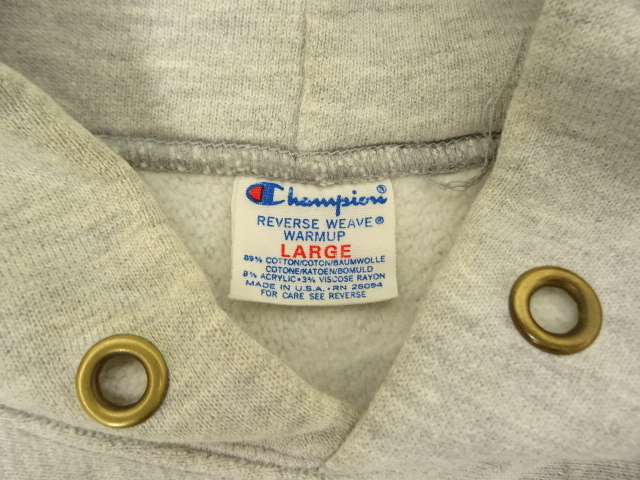 Champion®
REVERSE WEAVE®
WARMUP
LARGE
89% COTTON/COTON/BAUMWOLLE
COTONE/KATOEN/BOMULD
8% ACRYLIC • 3% VISCOSE RAYON
MADE IN U.S.A. • RN 26094
FOR CARE SEE REVERSE